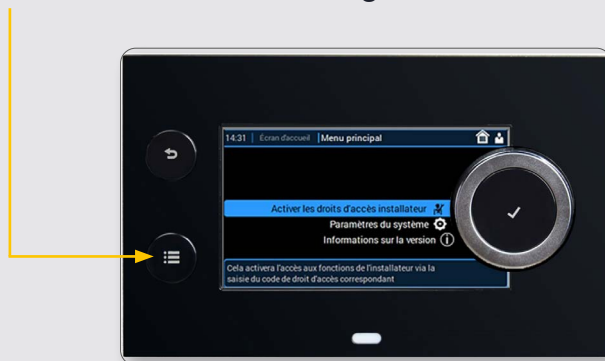 14:31 | Écran d'accueil | Menu principal
Activer les droits d'accès installateur
Paramètres du système
Informations sur la version
Cela activera l'accès aux fonctions de l'installateur via la
saisie du code de droit d'accès correspondant